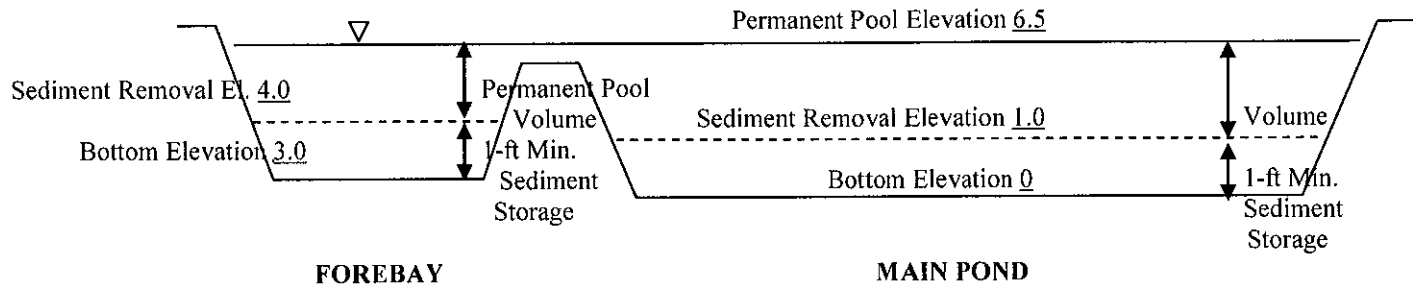 Permanent Pool Elevation 6.5
Sediment Removal El. 4.0
Permanent Pool
Volume
Sediment Removal Elevation 1.0
Volume
Bottom Elevation 3.0
1-ft Min.
Sediment
Storage
Bottom Elevation 0
1-ft Min.
Sediment
Storage
FOREBAY
MAIN POND